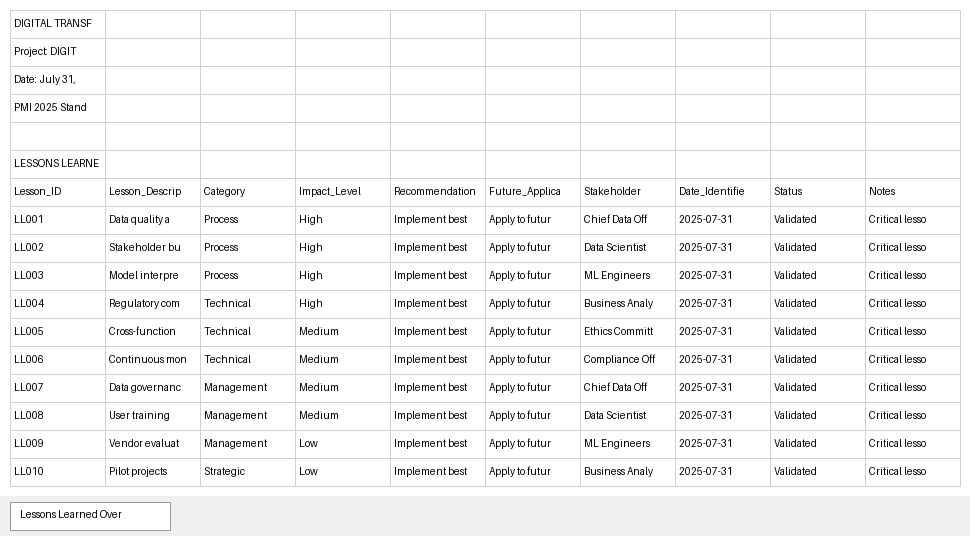 DIGITAL TRANSF
Project: DIGIT
Date: July 31,
PMI 2025 Stand
LESSONS LEARNE
Lesson_ID Lesson_Descrip Category Impact_Level Recommendation Future_Applica Stakeholder Date_Identifie Status Notes
LL001 Data quality a Process High Implement best Apply to futur Chief Data Off 2025-07-31 Validated Critical lesso
LL002 Stakeholder bu Process High Implement best Apply to futur Data Scientist 2025-07-31 Validated Critical lesso
LL003 Model interpre Process High Implement best Apply to futur ML Engineers 2025-07-31 Validated Critical lesso
LL004 Regulatory com Technical High Implement best Apply to futur Business Analy 2025-07-31 Validated Critical lesso
LL005 Cross-function Technical Medium Implement best Apply to futur Ethics Committ 2025-07-31 Validated Critical lesso
LL006 Continuous mon Technical Medium Implement best Apply to futur Compliance Off 2025-07-31 Validated Critical lesso
LL007 Data governanc Management Medium Implement best Apply to futur Chief Data Off 2025-07-31 Validated Critical lesso
LL008 User training Management Medium Implement best Apply to futur Data Scientist 2025-07-31 Validated Critical lesso
LL009 Vendor evaluat Management Low Implement best Apply to futur ML Engineers 2025-07-31 Validated Critical lesso
LL010 Pilot projects Strategic Low Implement best Apply to futur Business Analy 2025-07-31 Validated Critical lesso
Lessons Learned Over